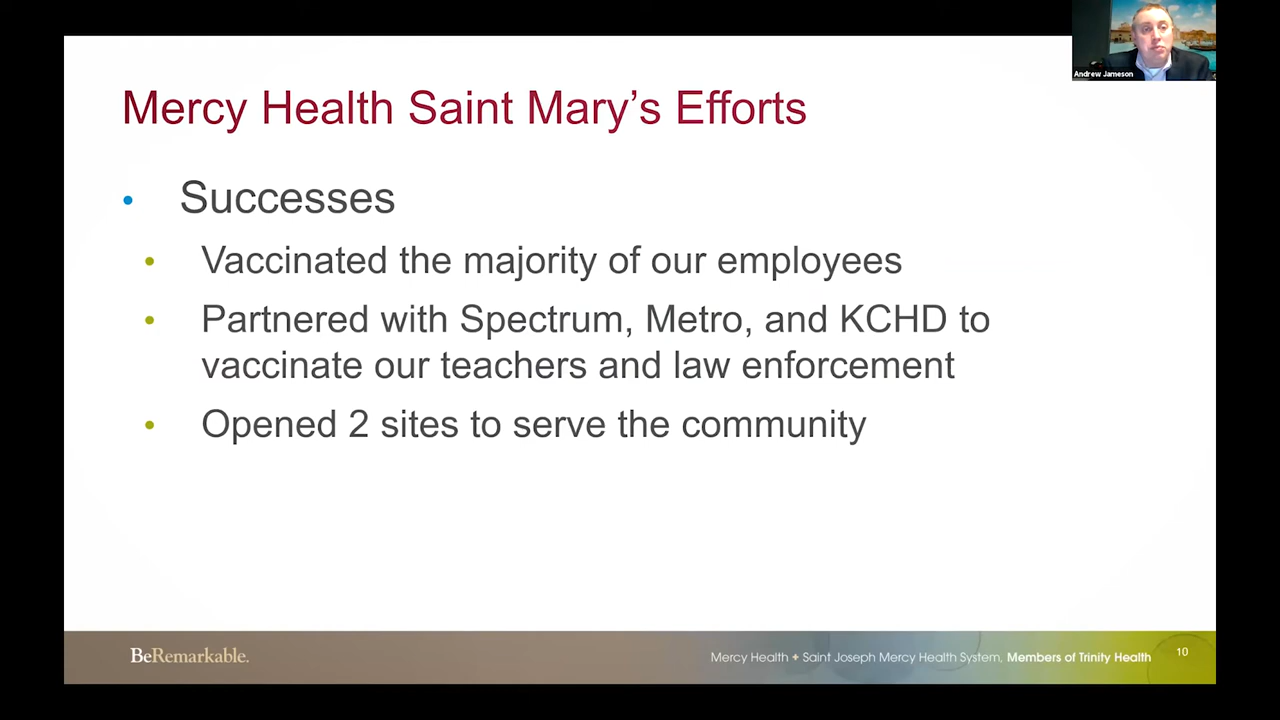 Andrew Jameson
Mercy Health Saint Mary's Efforts
• Successes
• Vaccinated the majority of our employees
• Partnered with Spectrum, Metro, and KCHD to
vaccinate our teachers and law enforcement
• Opened 2 sites to serve the community
BeRemarkable.
Mercy Health ✦ Saint Joseph Mercy Health System, Members of Trinity Health
10